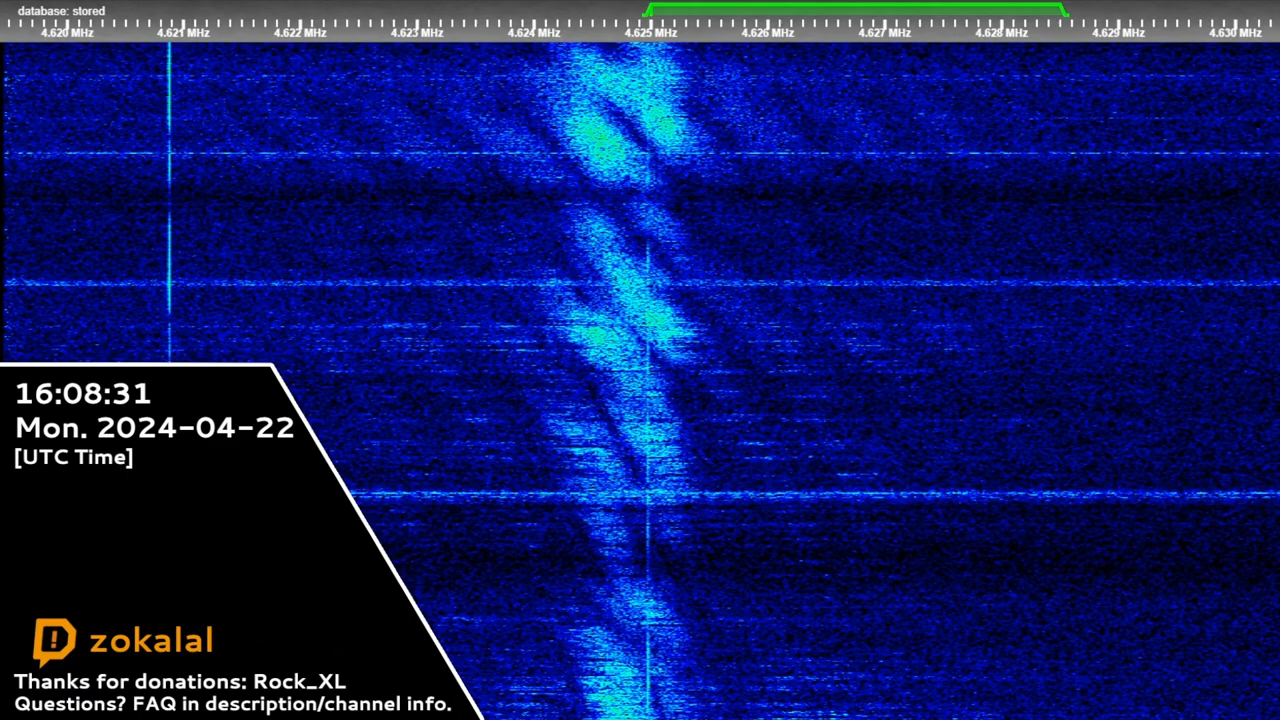 database: stored
4.620 MHz 4.621 MHz 4.622 MHz 4.623 MHz 4.624 MHz 4.625 MHz 4.626 MHz 4.627 MHz 4.628 MHz 4.629 MHz 4.630 MHz
16:08:31
Mon. 2024-04-22
[UTC Time]
zokalal
Thanks for donations: Rock_XL
Questions? FAQ in description/channel info.